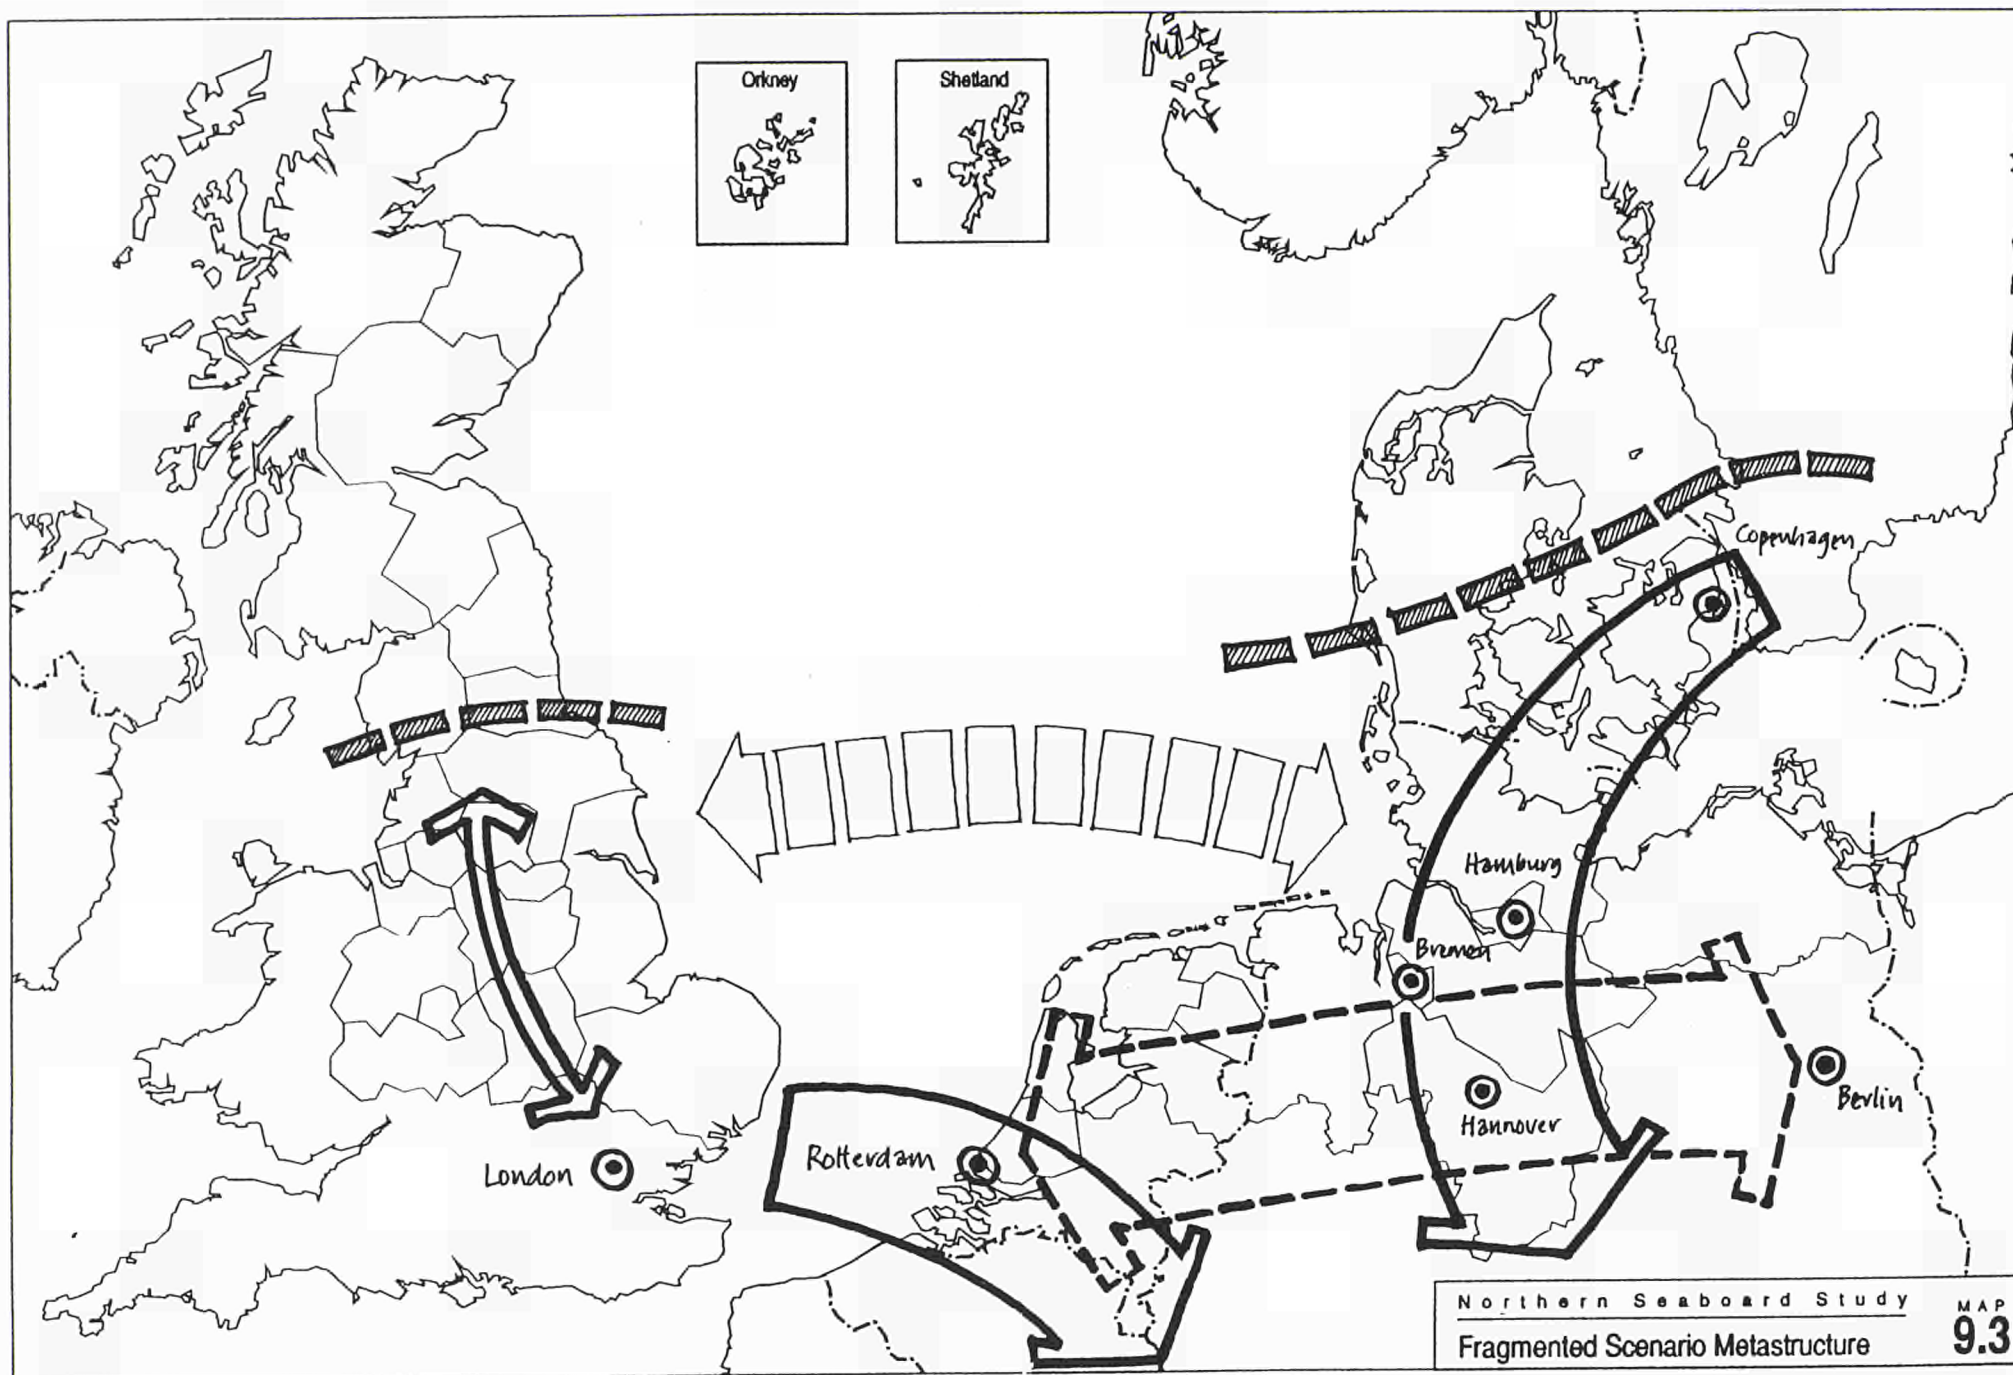 Orkney
Shetland
Copenhagen
Hamburg
Bremen
Berlin
Hannover
Rotterdam
London
Northern Seaboard Study
Fragmented Scenario Metastructure
MAP
9.3